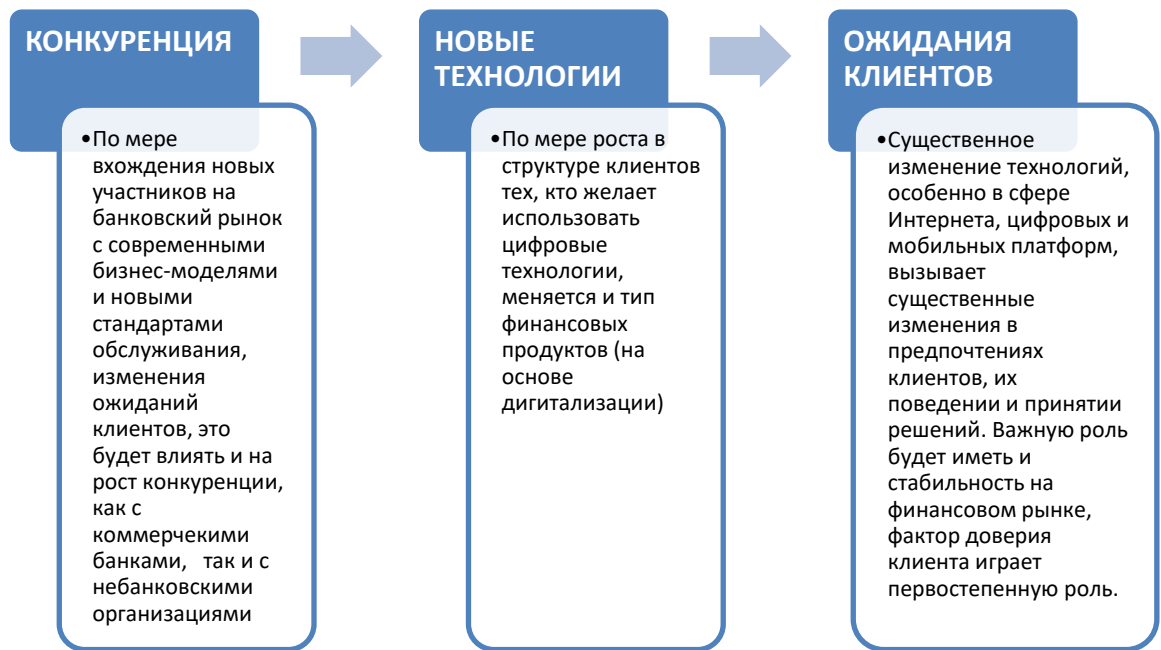 КОНКУРЕНЦИЯ
•По мере
вхождения новых
участников на
банковский рынок
с современными
бизнес-моделями
и новыми
стандартами
обслуживания,
изменения
ожиданий
клиентов, это
будет влиять и на
рост конкуренции,
как с
коммерчекими
банками, так и с
небанковскими
организациями
НОВЫЕ
ТЕХНОЛОГИИ
•По мере роста в
структуре клиентов
тех, кто желает
использовать
цифровые
технологии,
меняется и тип
финансовых
продуктов (на
основе
дигитализации)
ОЖИДАНИЯ
КЛИЕНТОВ
•Существенное
изменение технологий,
особенно в сфере
Интернета, цифровых и
мобильных платформ,
вызывает
существенные
изменения в
предпочтениях
клиентов, их
поведении и принятии
решений. Важную роль
будет иметь и
стабильность на
финансовом рынке,
фактор доверия
клиента играет
первостепенную роль.